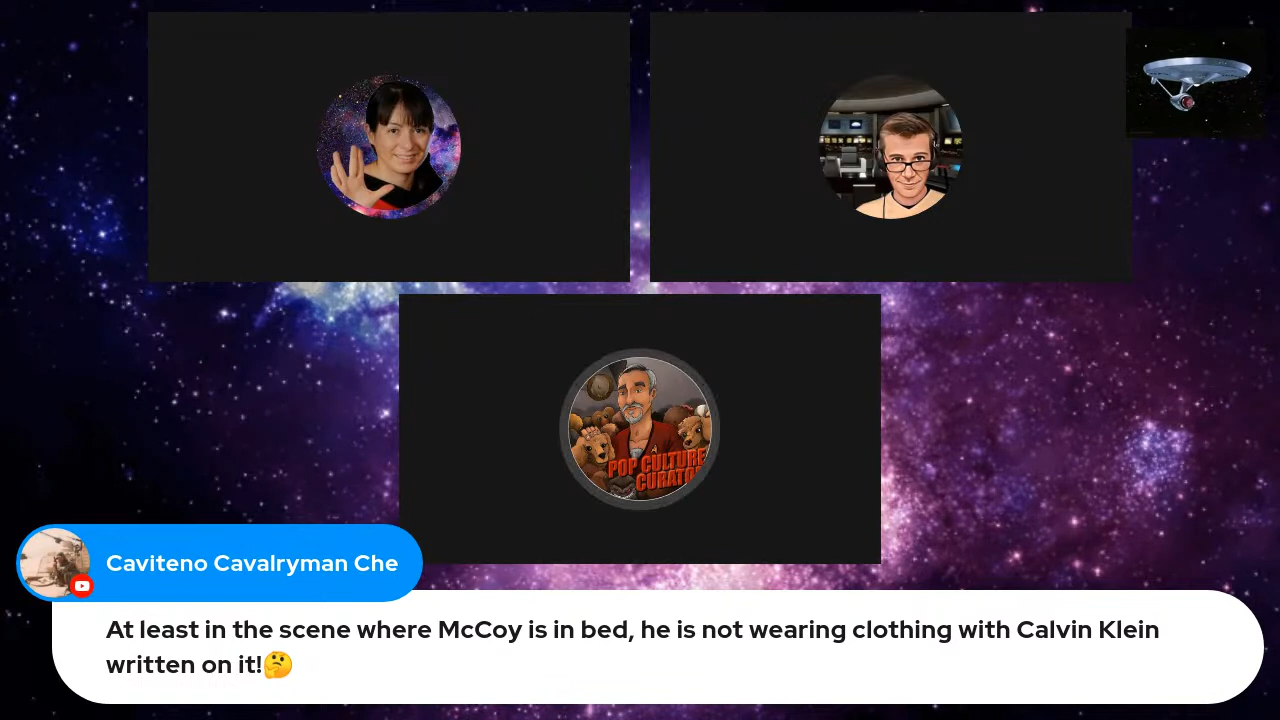 POP CULTURE
CURATO
Caviteno Cavalryman Che
At least in the scene where McCoy is in bed, he is not wearing clothing with Calvin Klein
written on it!🤔